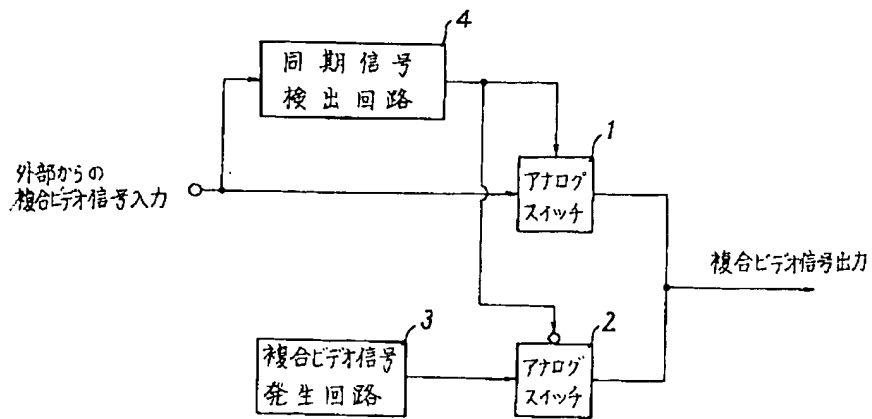 4
同期信号
検出回路
1
外部からの
複合ビデオ信号入力
アナログ
スイッチ
複合ビデオ信号出力
3
2
複合ビデオ信号
発生回路
アナログ
スイッチ